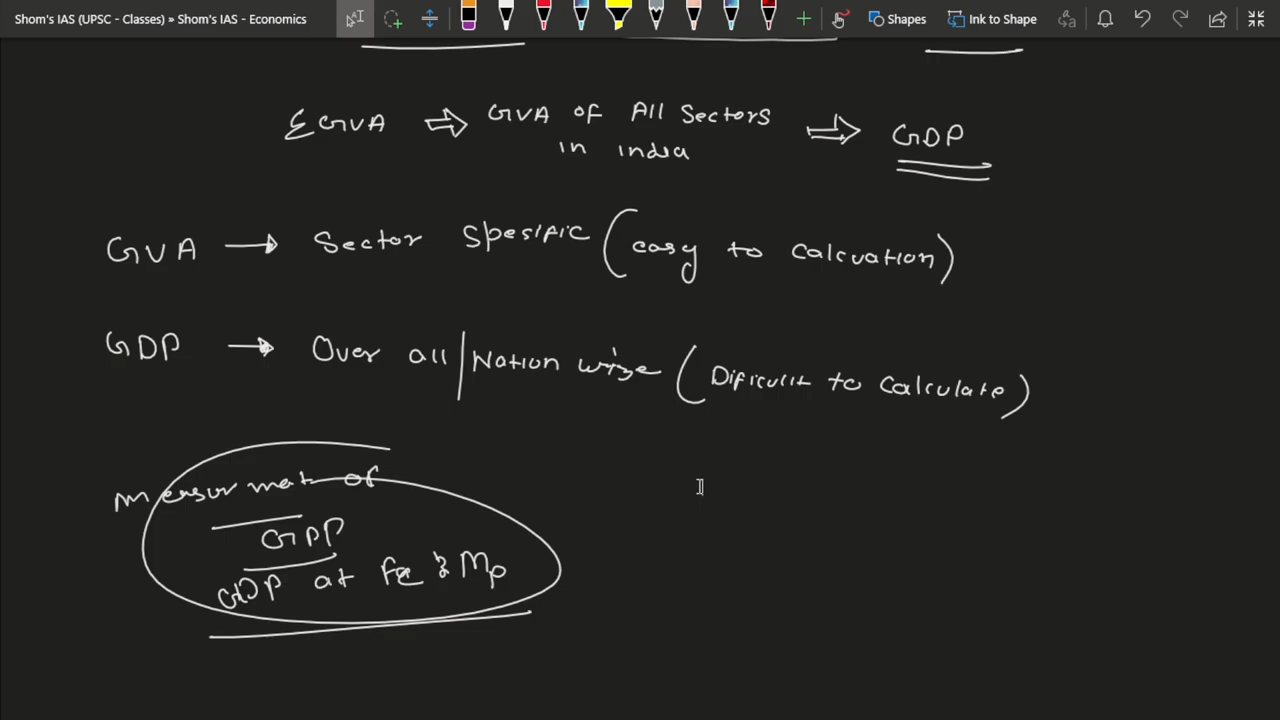 Shom's IAS (UPSC - Classes) » Shom's IAS - Economics
Shapes
Ink to Shape
ΣGVA ⇒ GVA of All Sectors in india ⇒ GDP
GVA → Sector Spesific (easy to Calcuation)
GDP → Over all | Nation wise (Dificult to Calculate)
Mensurmat of
GDP
GDP at Fc & Mp